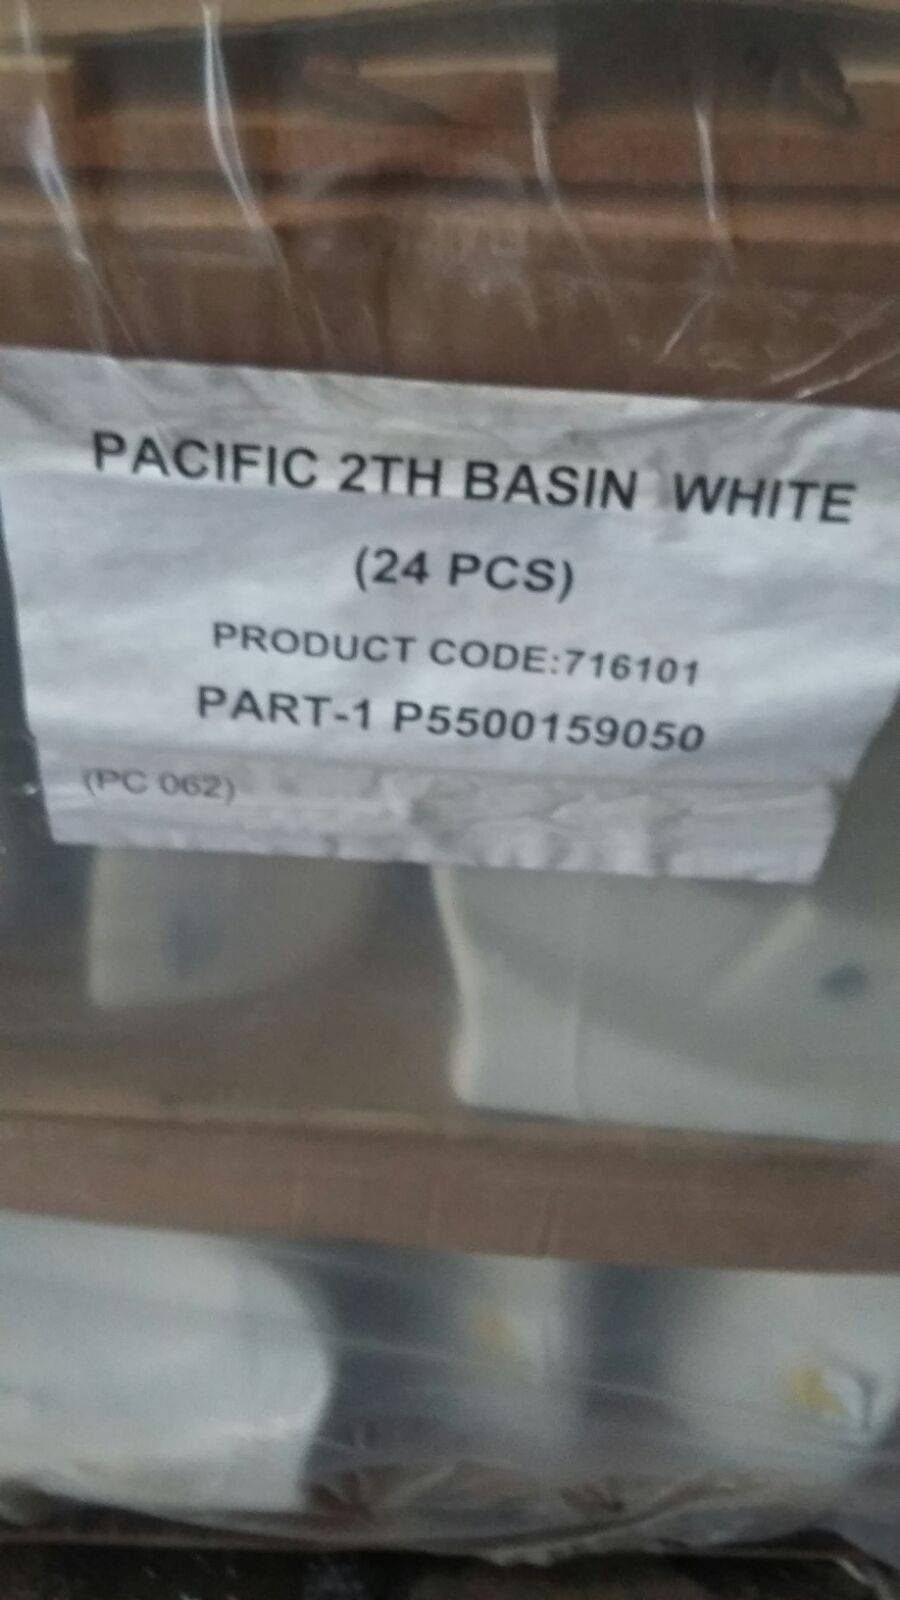 PACIFIC 2TH BASIN WHITE
(24 PCS)
PRODUCT CODE:716101
PART-1 P5500159050
(PC 062)